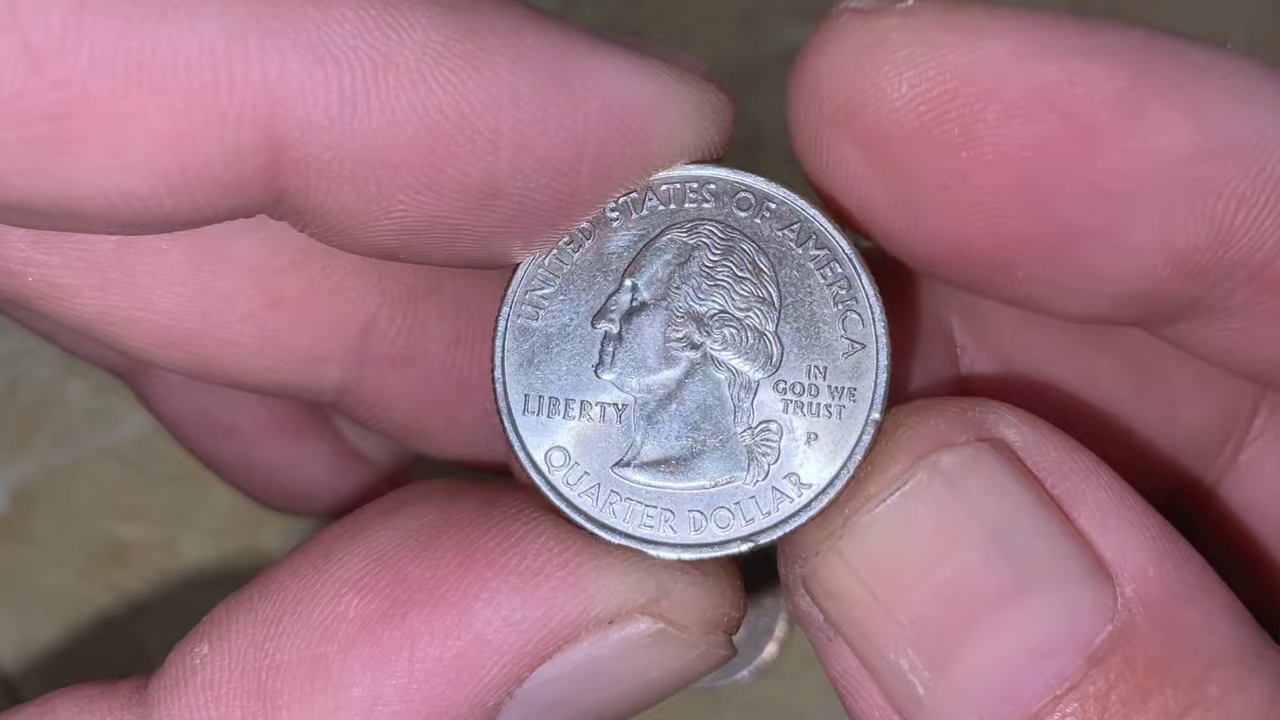 UNITED STATES OF AMERICA
LIBERTY
IN
GOD WE
TRUST
P
QUARTER DOLLAR